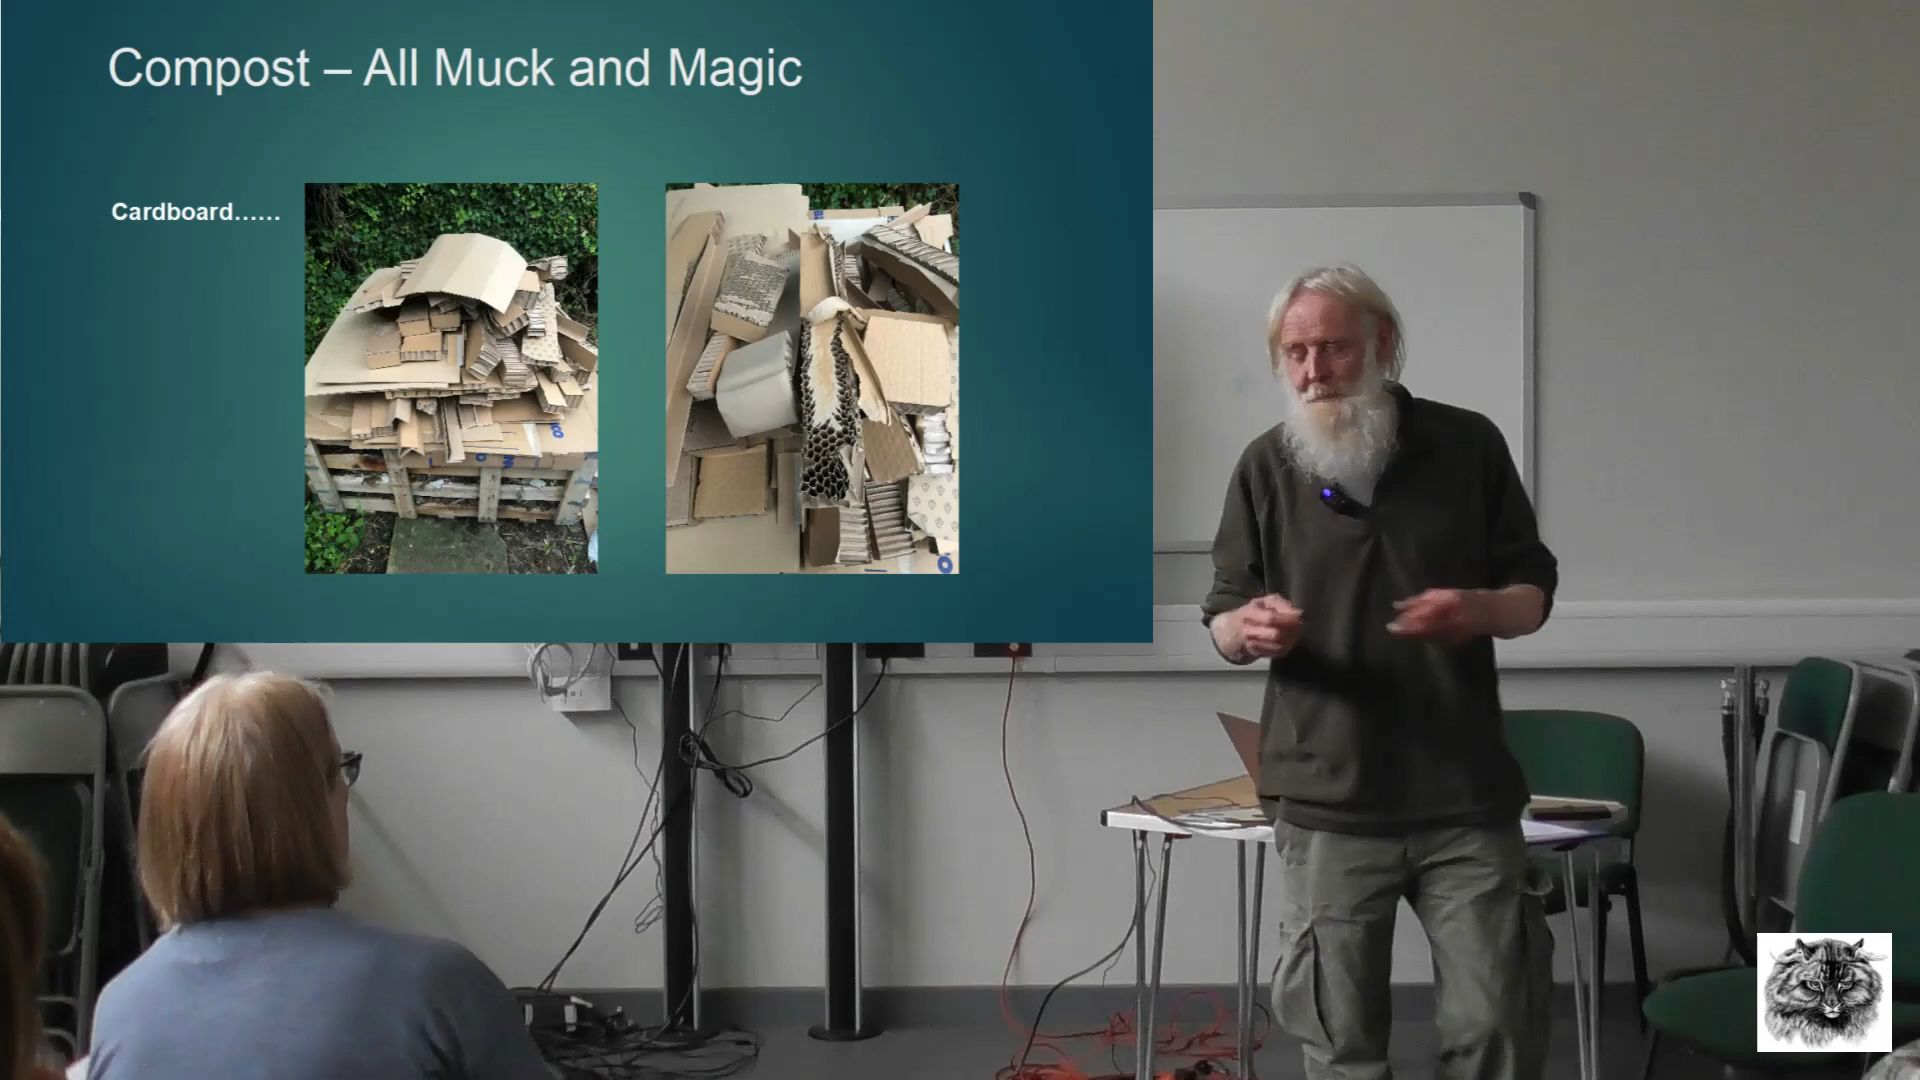 Compost – All Muck and Magic
Cardboard......